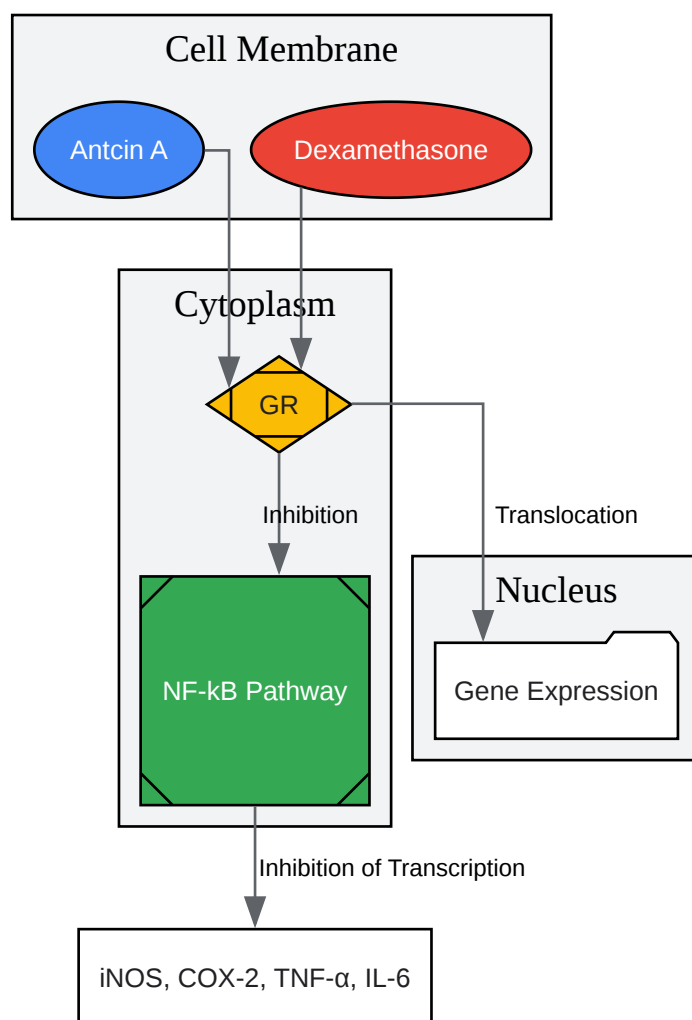 Cell Membrane
Antcin A
Dexamethasone
Cytoplasm
GR
Inhibition
Translocation
Nucleus
NF-kB Pathway
Gene Expression
Inhibition of Transcription
iNOS, COX-2, TNF-α, IL-6